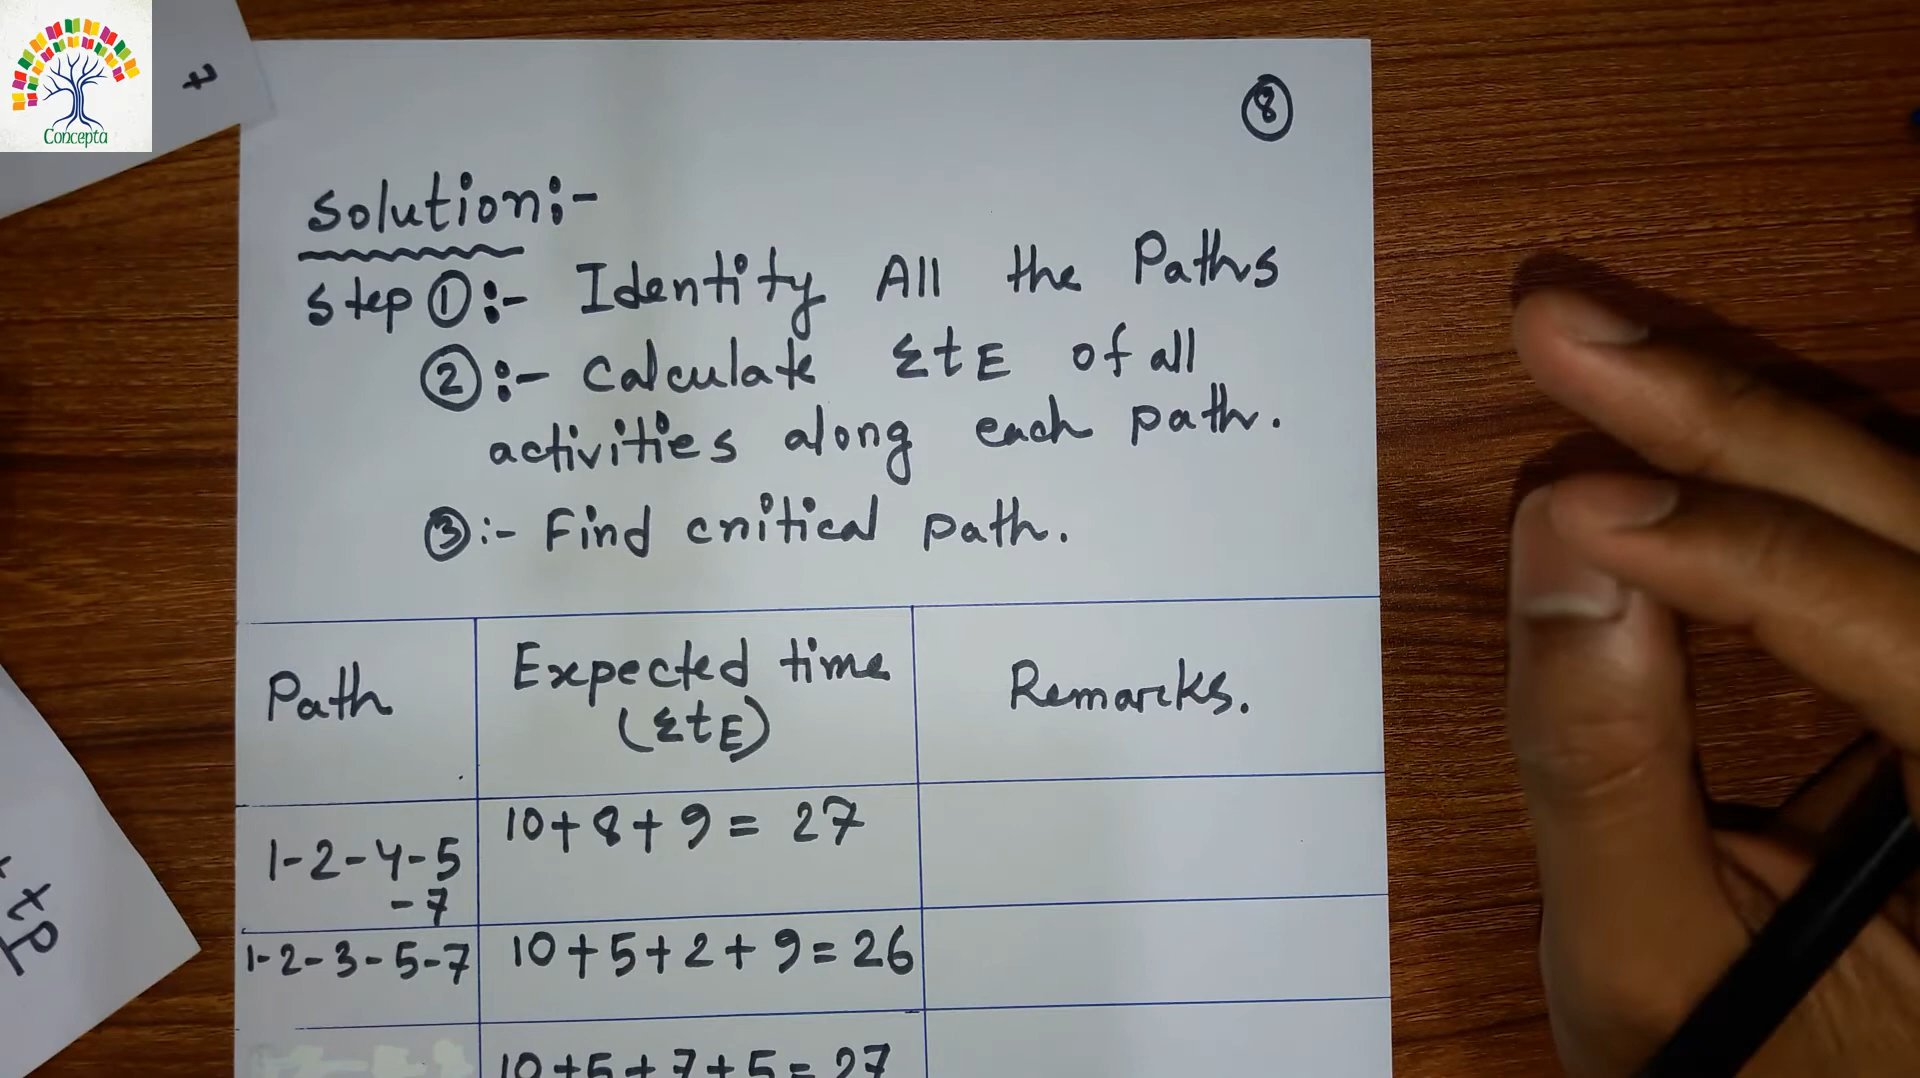 Concepta
8
Solution:-
Step ①:- Identity All the Paths
②:- Calculate ΣtE of all
activities along each path.
③:- Find critical path.
Path
Expected time
(ΣtE)
Remarks.
1-2-4-5
-7
10+8+9= 27
1-2-3-5-7
10+5+2+9=26
10+5+7+5=27